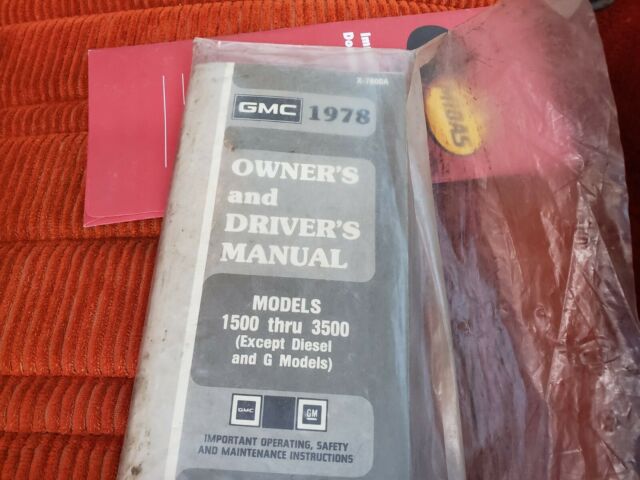 X-7800A
GMC 1978
OWNER'S
and
DRIVER'S
MANUAL
MODELS
1500 thru 3500
(Except Diesel
and G Models)
GMC GM
IMPORTANT OPERATING, SAFETY
AND MAINTENANCE INSTRUCTIONS
MIDAS